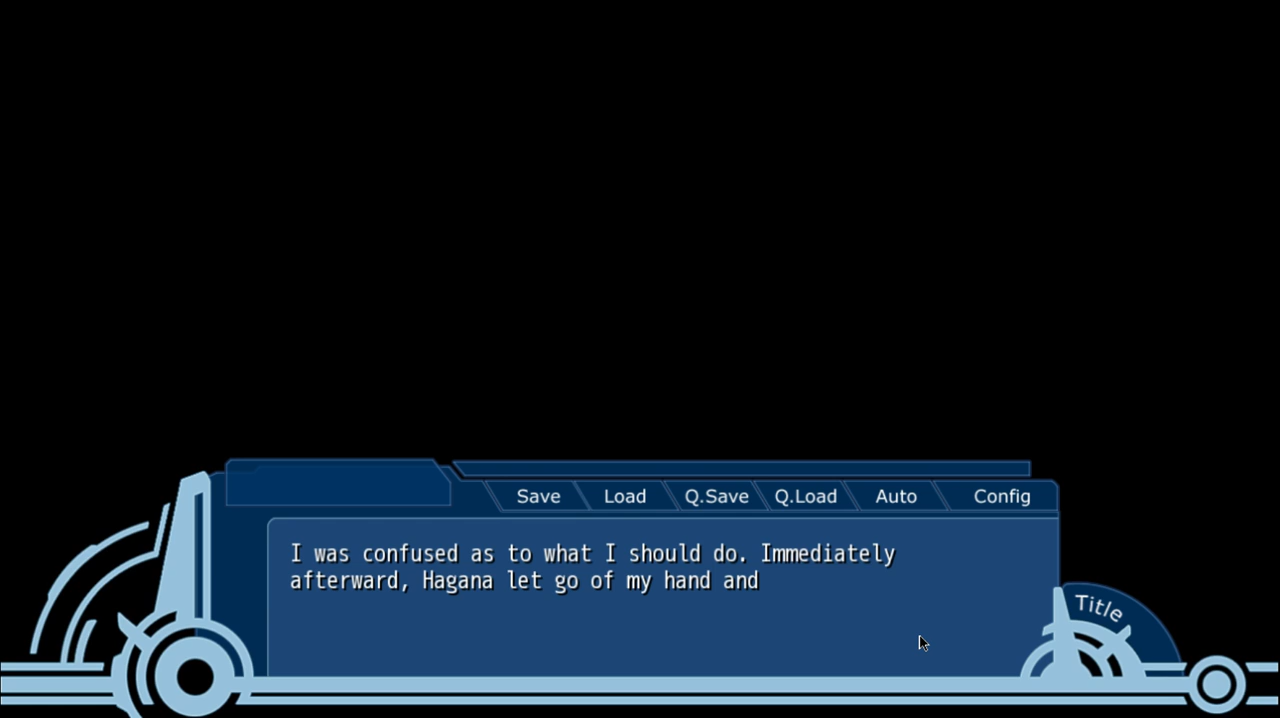 Save Load Q.Save Q.Load Auto Config
I was confused as to what I should do. Immediately
afterward, Hagana let go of my hand and
Title